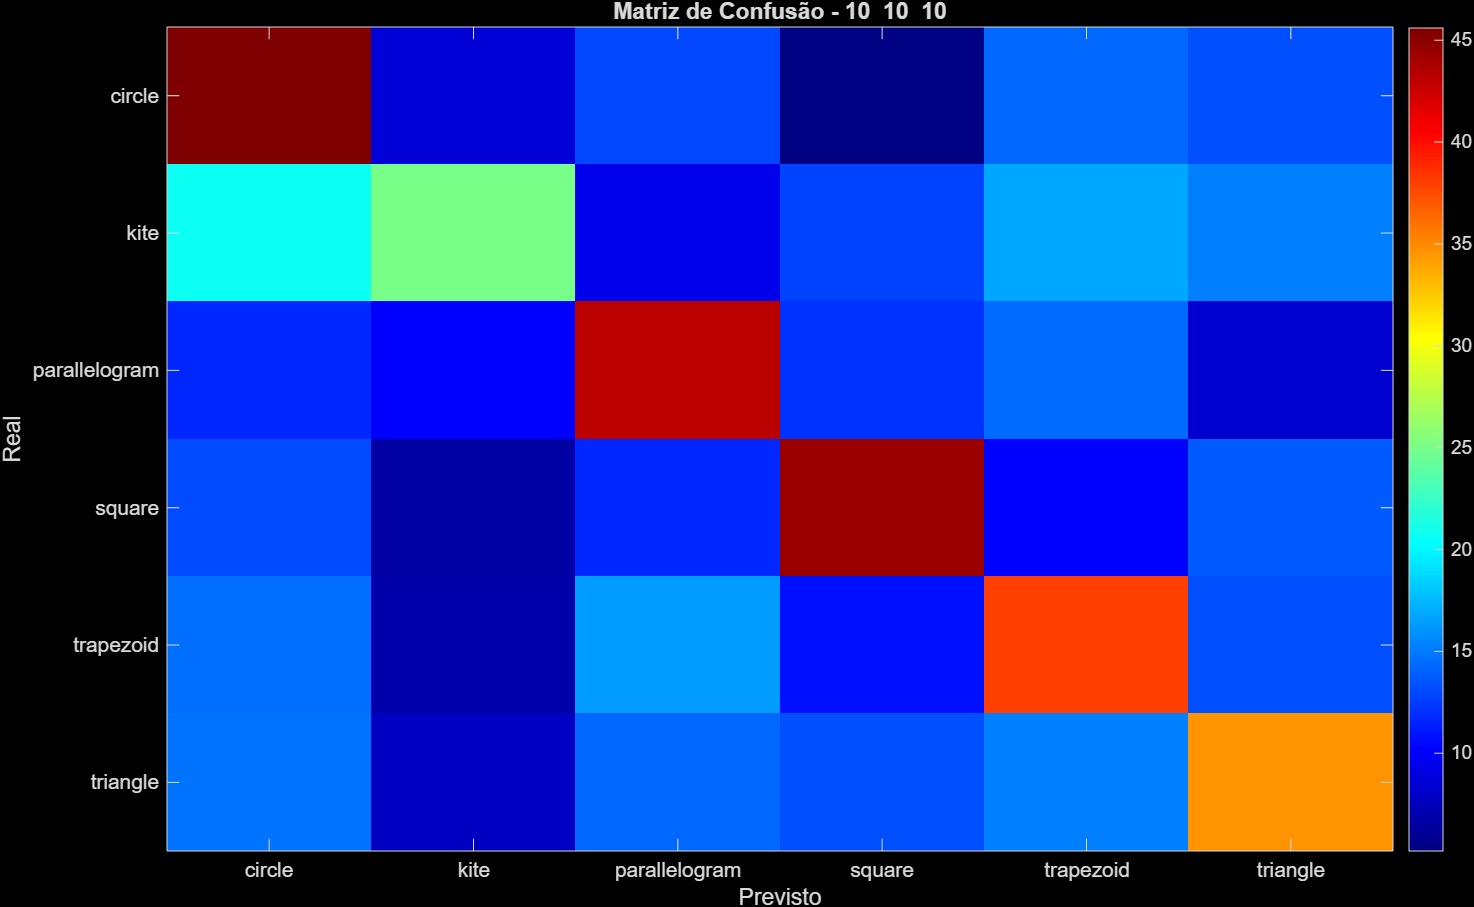 Matriz de Confusão - 10  10  10
circle
kite
parallelogram
square
trapezoid
triangle
Real
circle
kite
parallelogram
square
trapezoid
triangle
Previsto
45
40
35
30
25
20
15
10